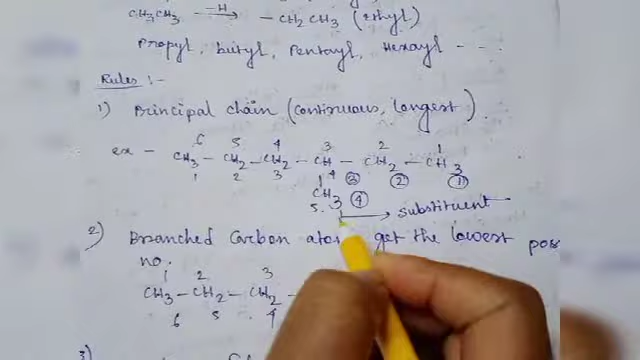 CH₃CH₃ —H→ – CH₂ CH₃ (Ethyl)
Propyl, butyl, Pentayl, Hexayl - - -
Rules :-
1) Principal chain (continuous, longest).
6 5 4 3 2 1
ex - CH₃ – CH₂ – CH₂ – CH – CH₂ – CH₃
1 2 3 4 ③ ② ①
CH₃ ④
5. → substituent
2) Branched Carbon atom get the lowest poss
no.
1 2 3
CH₃ – CH₂ – CH₂ –
6 5 4
3)